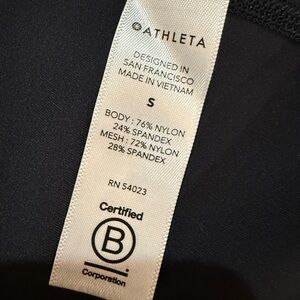 ATHLETA
DESIGNED IN
SAN FRANCISCO
MADE IN VIETNAM
S
BODY : 76% NYLON
24% SPANDEX
MESH : 72% NYLON
28% SPANDEX
RN 54023
Certified
B
Corporation